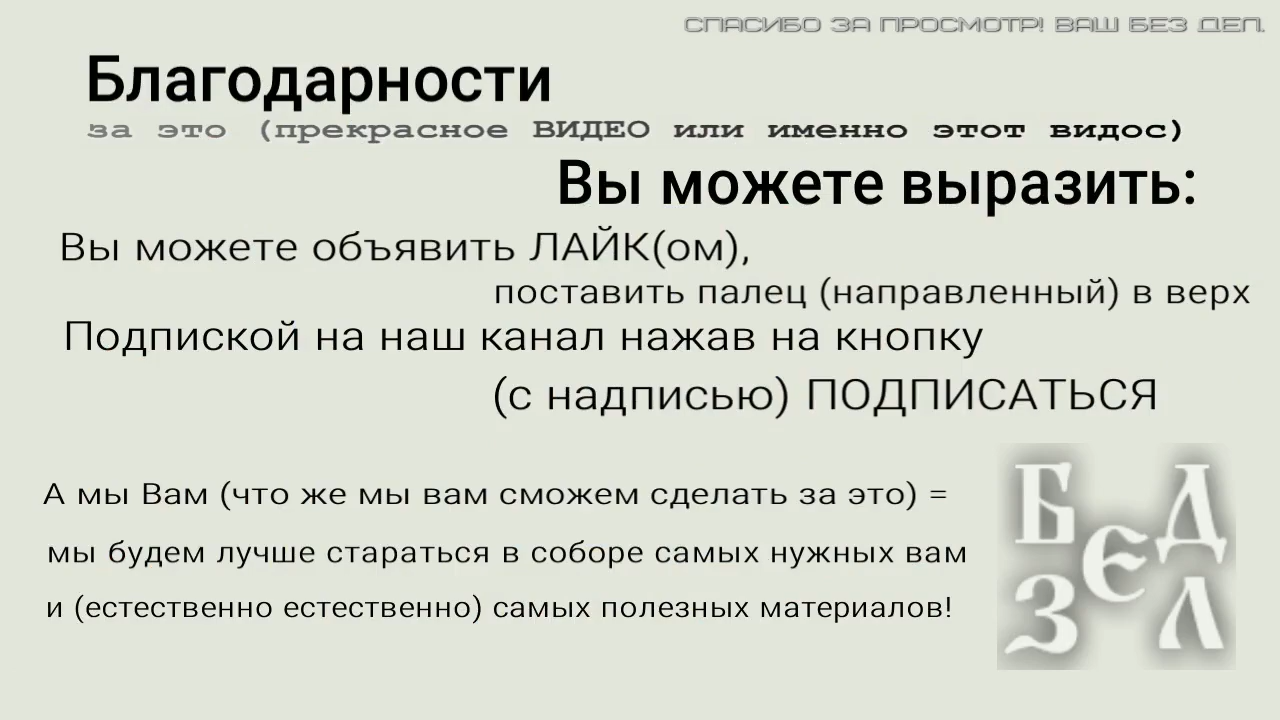 СПАСИБО ЗА ПРОСМОТР! ВАШ БЕЗ ДЕЛ.
Благодарности
за это (прекрасное ВИДЕО или именно этот видос)
Вы можете выразить:
Вы можете объявить ЛАЙК(ом),
поставить палец (направленный) в верх
Подпиской на наш канал нажав на кнопку
(с надписью) ПОДПИСАТЬСЯ
А мы Вам (что же мы вам сможем сделать за это) =
мы будем лучше стараться в соборе самых нужных вам
и (естественно естественно) самых полезных материалов!
Б Д
Е
З Л